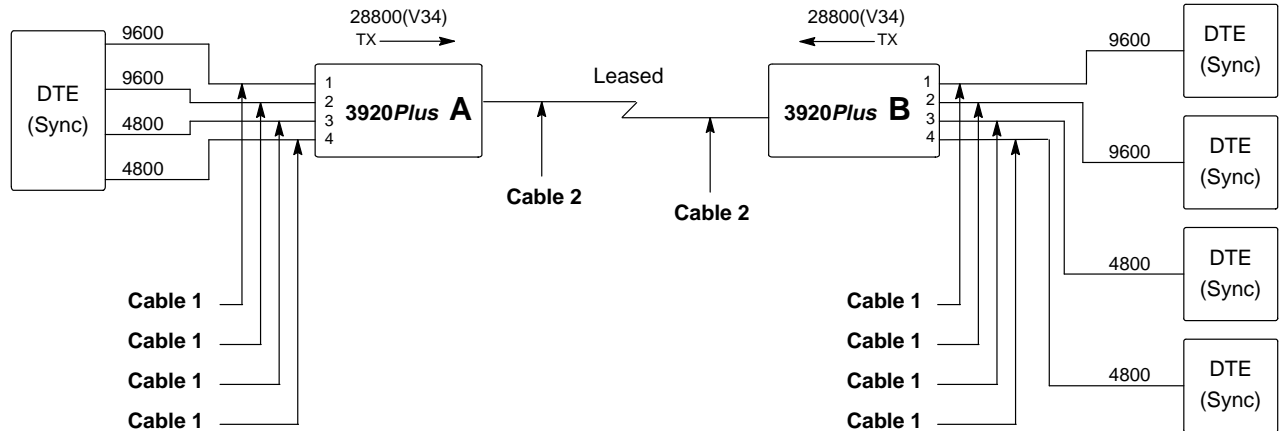 28800(V34)
TX
28800(V34)
TX
DTE
(Sync)
9600
9600
4800
4800
1
2
3
4
3920Plus A
Leased
3920Plus B
1
2
3
4
9600
9600
4800
4800
DTE
(Sync)
DTE
(Sync)
DTE
(Sync)
DTE
(Sync)
Cable 2
Cable 2
Cable 1
Cable 1
Cable 1
Cable 1
Cable 1
Cable 1
Cable 1
Cable 1